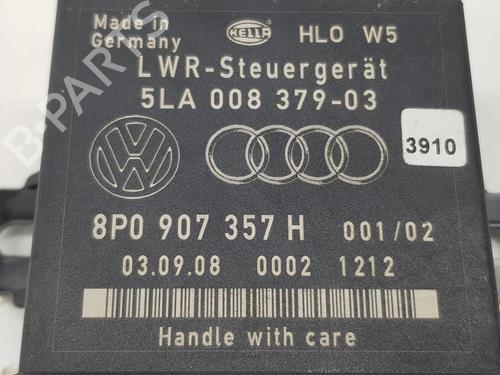 Made in
Germany
HELLA
HLO W5
LWR-Steuergerät
5LA 008 379-03
3910
8P0 907 357 H 001/02
03.09.08 0002 1212
Handle with care
B-PARTS